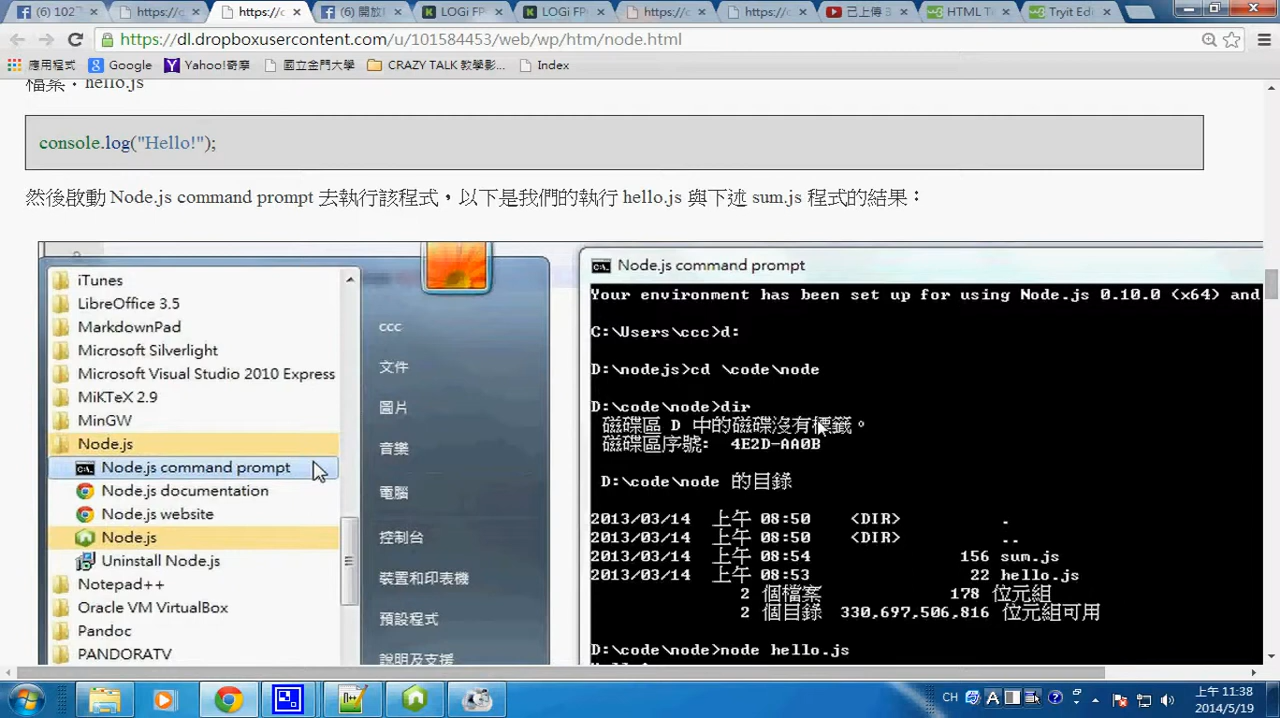 (6) 102
https://c
https://c
(6) 開放
LOGi FP
LOGi FP
https://c
https://c
已上傳 3
HTML T
Tryit Edi
https://dl.dropboxusercontent.com/u/101584453/web/wp/htm/node.html
應用程式
Google
Yahoo!奇摩
國立金門大學
CRAZY TALK 教學影...
Index
檔案：hello.js
console.log("Hello!");
然後啟動 Node.js command prompt 去執行該程式，以下是我們的執行 hello.js 與下述 sum.js 程式的結果：
iTunes
LibreOffice 3.5
MarkdownPad
Microsoft Silverlight
Microsoft Visual Studio 2010 Express
MiKTeX 2.9
MinGW
Node.js
Node.js command prompt
Node.js documentation
Node.js website
Node.js
Uninstall Node.js
Notepad++
Oracle VM VirtualBox
Pandoc
PANDORATV
ccc
文件
圖片
音樂
電腦
控制台
裝置和印表機
預設程式
說明及支援
Node.js command prompt
Your environment has been set up for using Node.js 0.10.0 (x64) and
C:\Users\ccc>d:
D:\nodejs>cd \code\node
D:\code\node>dir
磁碟區 D 中的磁碟沒有標籤。
磁碟區序號: 4E2D-AA0B
D:\code\node 的目錄
2013/03/14 上午 08:50 <DIR> .
2013/03/14 上午 08:50 <DIR> ..
2013/03/14 上午 08:54 156 sum.js
2013/03/14 上午 08:53 22 hello.js
2 個檔案 178 位元組
2 個目錄 330,697,506,816 位元組可用
D:\code\node>node hello.js
CH
A
上午 11:38
2014/5/19